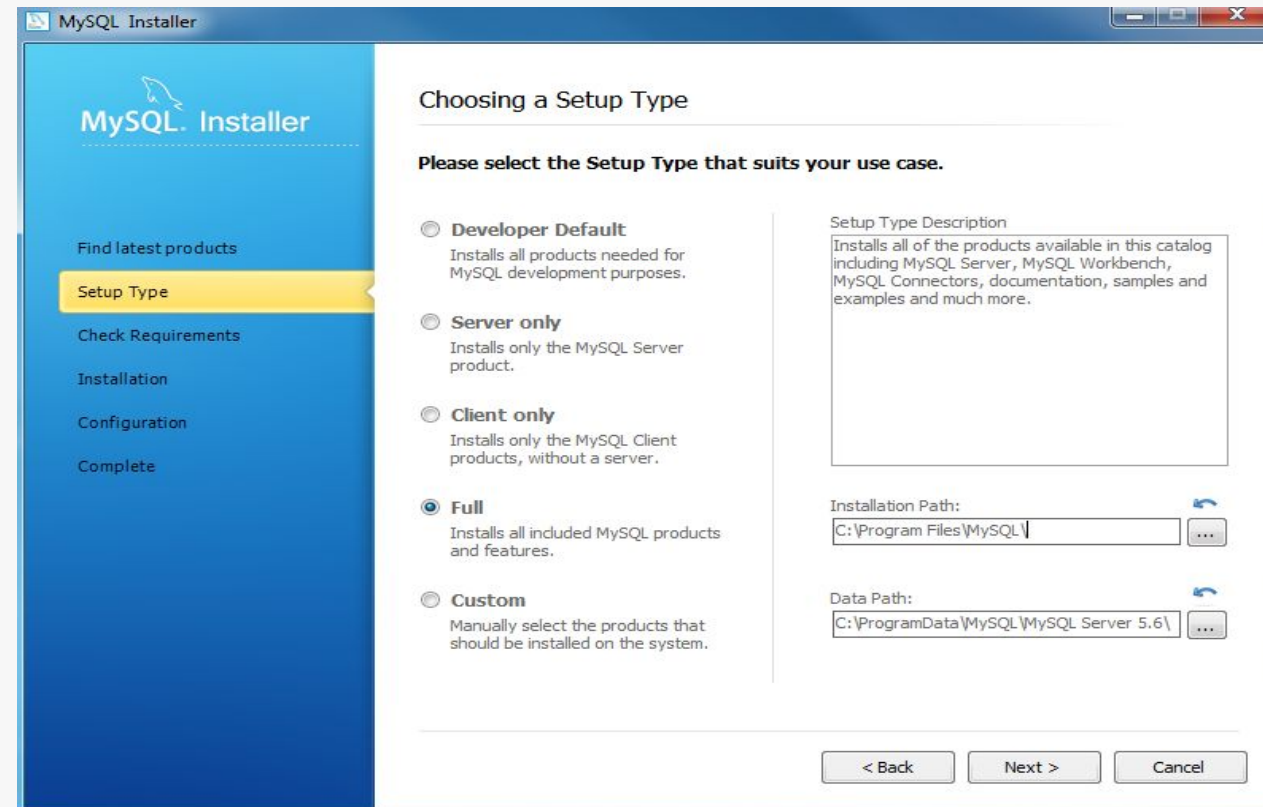 MySQL Installer
MySQL. Installer
Find latest products
Setup Type
Check Requirements
Installation
Configuration
Complete
Choosing a Setup Type
Please select the Setup Type that suits your use case.
Developer Default
Installs all products needed for
MySQL development purposes.
Server only
Installs only the MySQL Server
product.
Client only
Installs only the MySQL Client
products, without a server.
Full
Installs all included MySQL products
and features.
Custom
Manually select the products that
should be installed on the system.
Setup Type Description
Installs all of the products available in this catalog
including MySQL Server, MySQL Workbench,
MySQL Connectors, documentation, samples and
examples and much more.
Installation Path:
C:\Program Files\MySQL\
...
Data Path:
C:\ProgramData\MySQL\MySQL Server 5.6\
...
< Back
Next >
Cancel